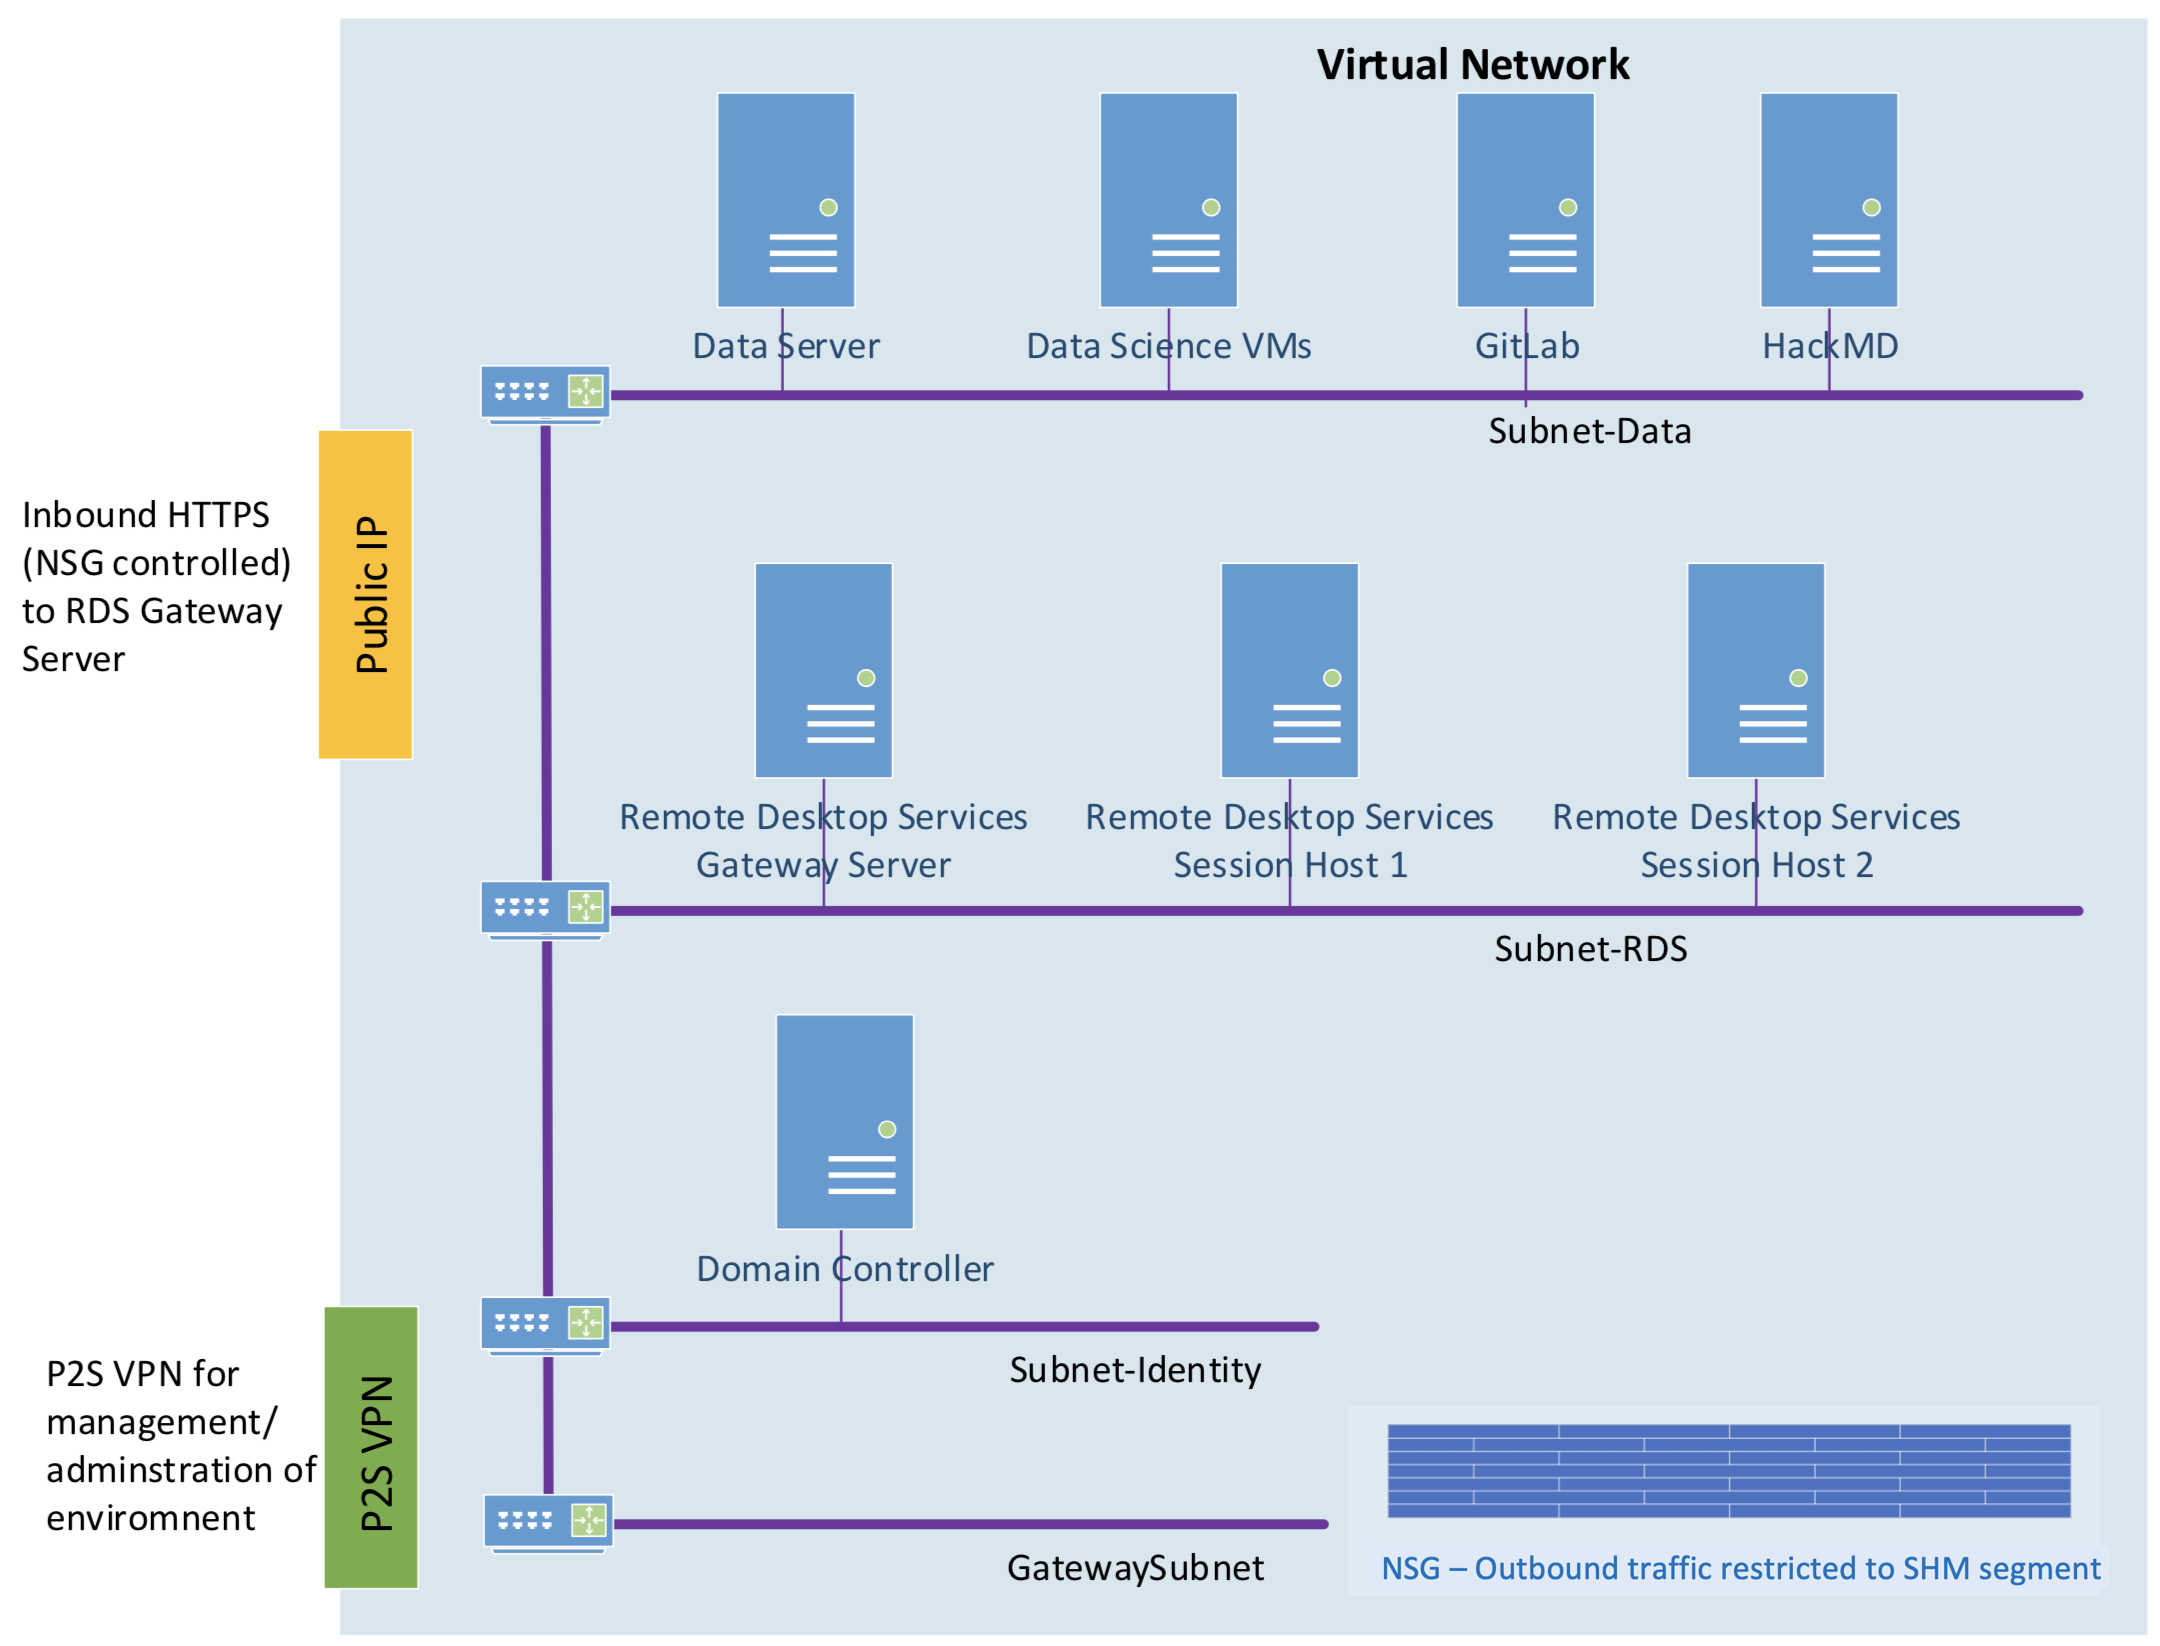 Virtual Network
Data Server
Data Science VMs
GitLab
HackMD
Subnet-Data
Inbound HTTPS
(NSG controlled)
to RDS Gateway
Server
Public IP
Remote Desktop Services
Gateway Server
Remote Desktop Services
Session Host 1
Remote Desktop Services
Session Host 2
Subnet-RDS
Domain Controller
Subnet-Identity
P2S VPN for
management/
adminstration of
enviromnent
P2S VPN
GatewaySubnet
NSG – Outbound traffic restricted to SHM segment